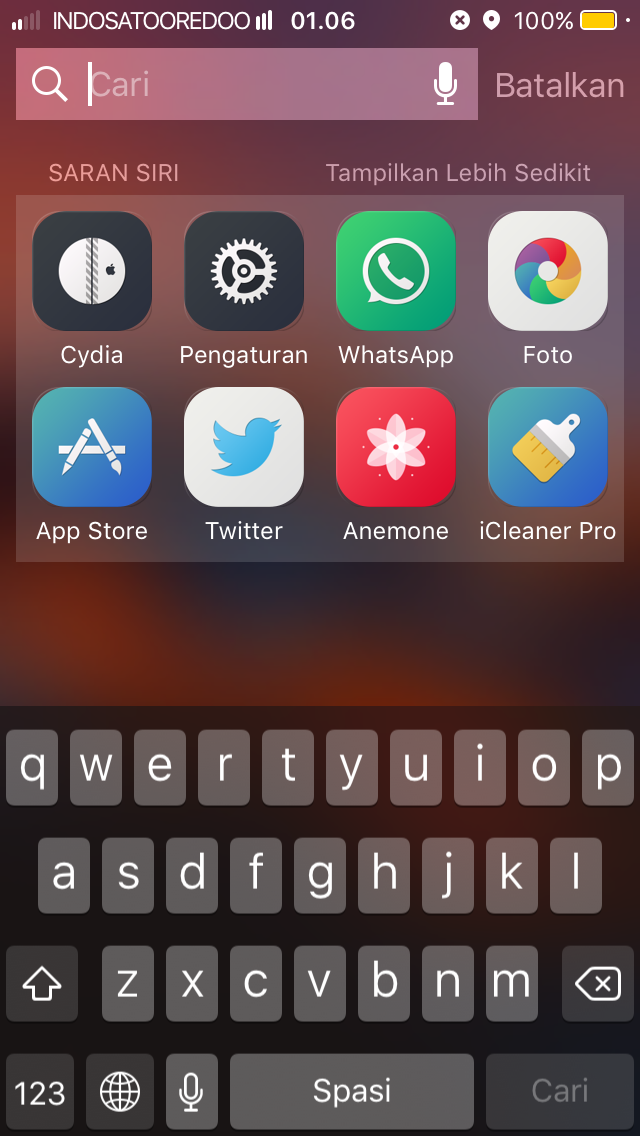 INDOSATOOREDOO 01.06 100%
Cari Batalkan
SARAN SIRI Tampilkan Lebih Sedikit
Cydia Pengaturan WhatsApp Foto
App Store Twitter Anemone iCleaner Pro
q w e r t y u i o p
a s d f g h j k l
z x c v b n m
123 Spasi Cari